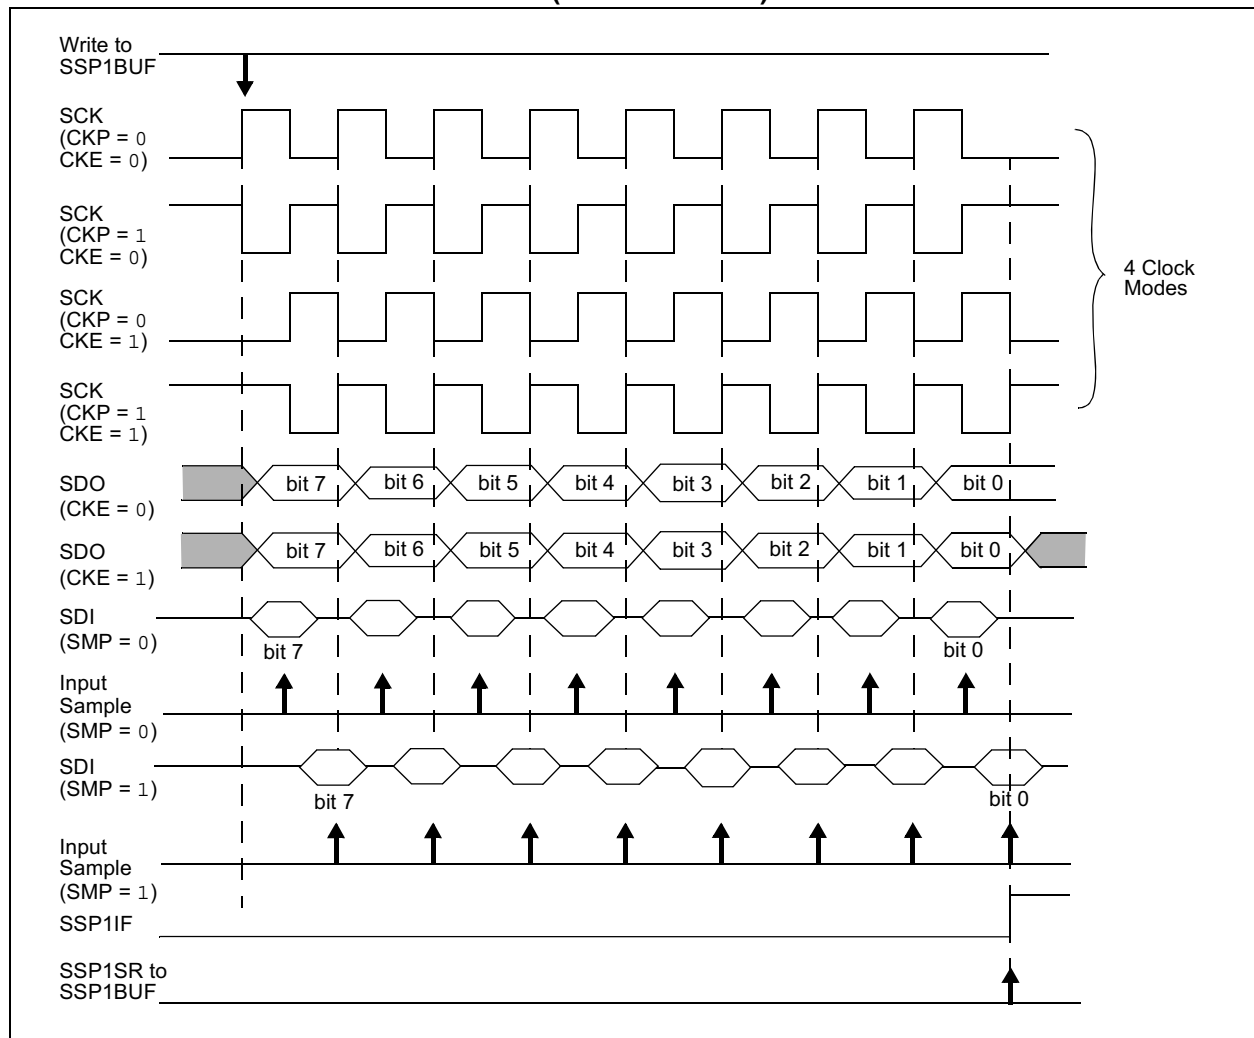 Write to
SSP1BUF
SCK
(CKP = 0
CKE = 0)
SCK
(CKP = 1
CKE = 0)
SCK
(CKP = 0
CKE = 1)
SCK
(CKP = 1
CKE = 1)
4 Clock
Modes
SDO
(CKE = 0)
bit 7 bit 6 bit 5 bit 4 bit 3 bit 2 bit 1 bit 0
SDO
(CKE = 1)
bit 7 bit 6 bit 5 bit 4 bit 3 bit 2 bit 1 bit 0
SDI
(SMP = 0)
bit 7 bit 0
Input
Sample
(SMP = 0)
SDI
(SMP = 1)
bit 7 bit 0
Input
Sample
(SMP = 1)
SSP1IF
SSP1SR to
SSP1BUF